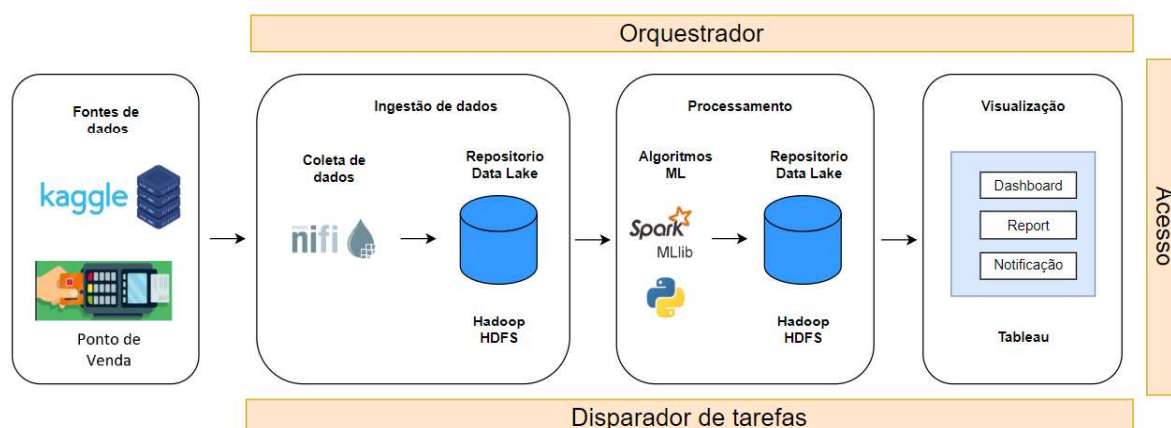 Orquestrador
Fontes de
dados
kaggle
Ponto de
Venda
Ingestão de dados
Coleta de
dados
nifi
Repositorio
Data Lake
Hadoop
HDFS
Processamento
Algoritmos
ML
Spark
MLlib
Repositorio
Data Lake
Hadoop
HDFS
Visualização
Dashboard
Report
Notificação
Tableau
Acesso
Disparador de tarefas